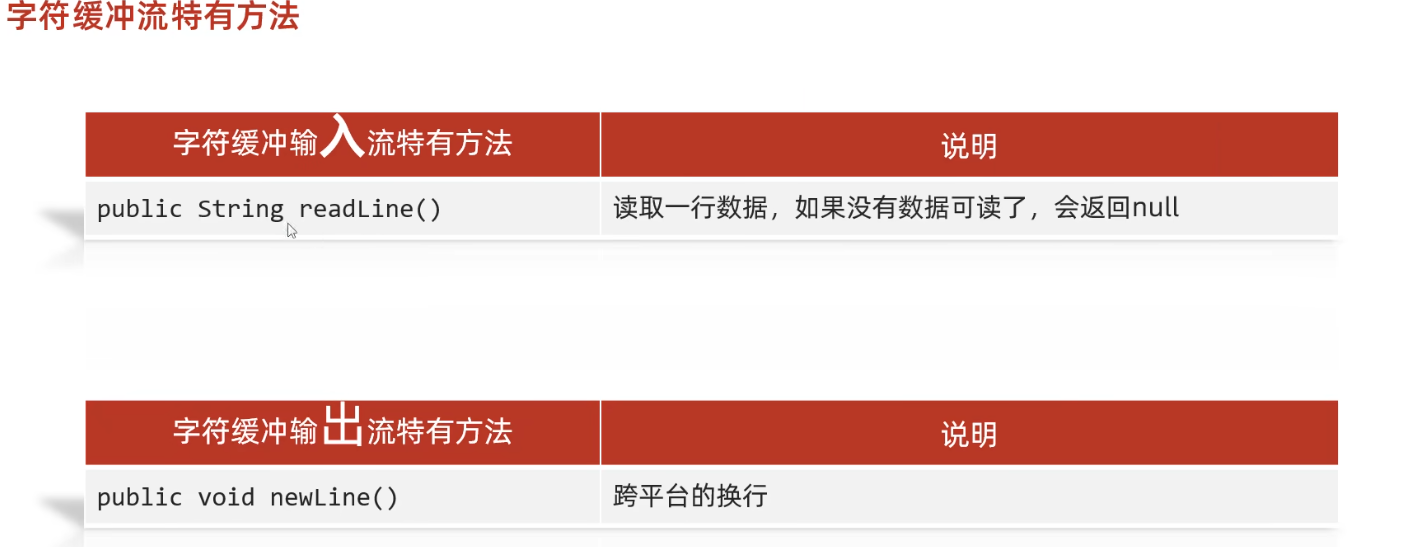 字符缓冲流特有方法
字符缓冲输入流特有方法 说明
public String readLine() 读取一行数据，如果没有数据可读了，会返回null
字符缓冲输出流特有方法 说明
public void newLine() 跨平台的换行